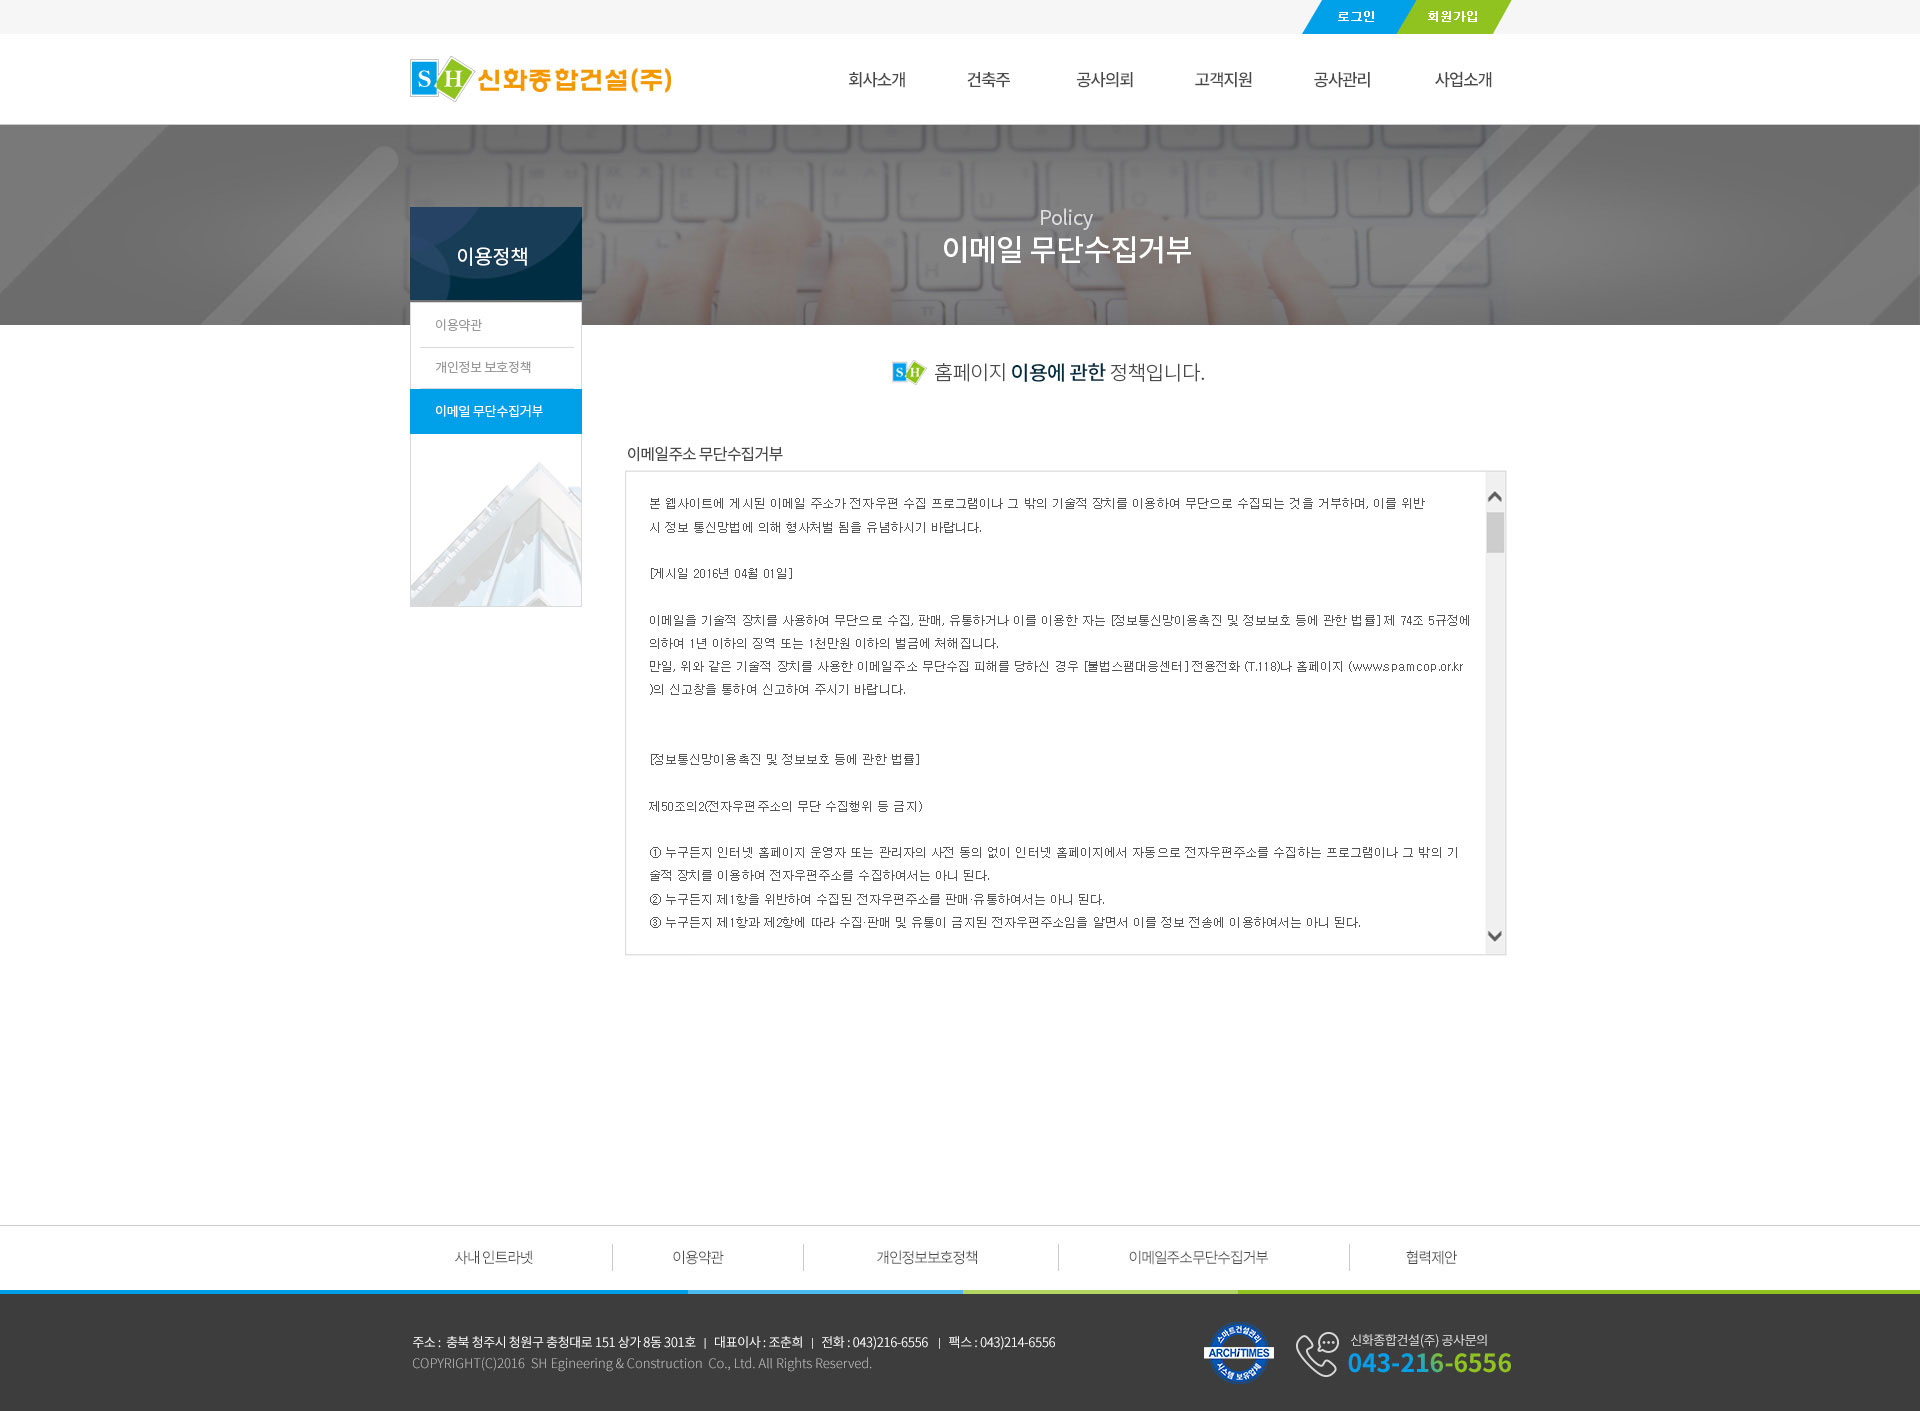 로그인 회원가입
SH 신화종합건설(주)
회사소개 건축주 공사의뢰 고객지원 공사관리 사업소개
Policy
이메일 무단수집거부
이용정책
이용약관
개인정보 보호정책
이메일 무단수집거부
SH 홈페이지 이용에 관한 정책입니다.
이메일주소 무단수집거부
본 웹사이트에 게시된 이메일 주소가 전자우편 수집 프로그램이나 그 밖의 기술적 장치를 이용하여 무단으로 수집되는 것을 거부하며, 이를 위반
시 정보 통신망법에 의해 형사처벌 됨을 유념하시기 바랍니다.
[게시일 2016년 04월 01일]
이메일을 기술적 장치를 사용하여 무단으로 수집, 판매, 유통하거나 이를 이용한 자는 [정보통신망이용촉진 및 정보보호 등에 관한 법률] 제 74조 5규정에
의하여 1년 이하의 징역 또는 1천만원 이하의 벌금에 처해집니다.
만일, 위와 같은 기술적 장치를 사용한 이메일주소 무단수집 피해를 당하신 경우 [불법스팸대응센터] 전용전화 (T.118)나 홈페이지 (www.spamcop.or.kr
)의 신고창을 통하여 신고하여 주시기 바랍니다.
[정보통신망이용촉진 및 정보보호 등에 관한 법률]
제50조의2(전자우편주소의 무단 수집행위 등 금지)
① 누구든지 인터넷 홈페이지 운영자 또는 관리자의 사전 동의 없이 인터넷 홈페이지에서 자동으로 전자우편주소를 수집하는 프로그램이나 그 밖의 기
술적 장치를 이용하여 전자우편주소를 수집하여서는 아니 된다.
② 누구든지 제1항을 위반하여 수집된 전자우편주소를 판매·유통하여서는 아니 된다.
③ 누구든지 제1항과 제2항에 따라 수집·판매 및 유통이 금지된 전자우편주소임을 알면서 이를 정보 전송에 이용하여서는 아니 된다.
사내 인트라넷 이용약관 개인정보보호정책 이메일주소무단수집거부 협력제안
주소 : 충북 청주시 청원구 충청대로 151 상가 8동 301호 | 대표이사 : 조춘희 | 전화 : 043)216-6556 | 팩스 : 043)214-6556
COPYRIGHT(C)2016 SH Egineering & Construction Co., Ltd. All Rights Reserved.
스마트건설관리
ARCHITIMES
시스템 보유업체
신화종합건설(주) 공사문의
043-216-6556